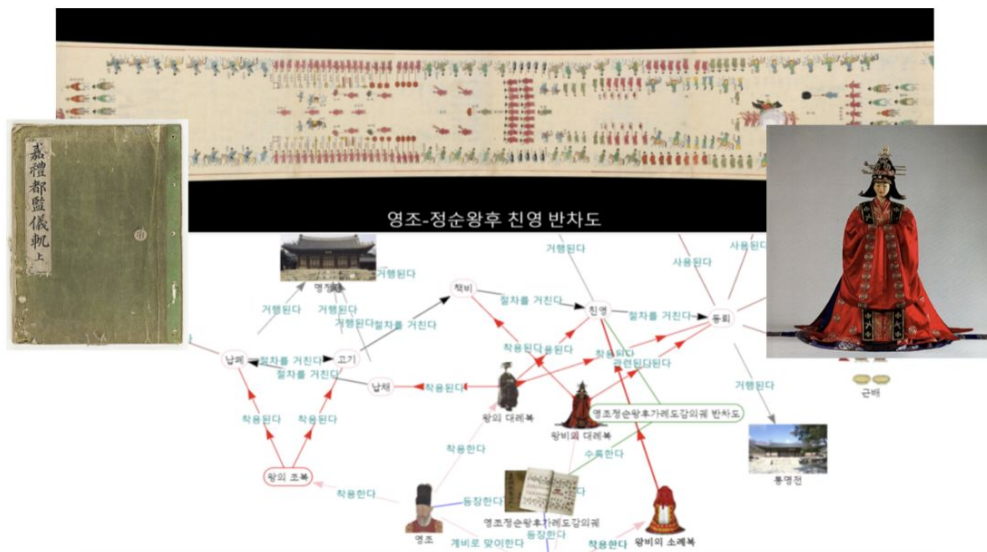 嘉禮都監儀軌 上
영조-정순왕후 친영 반차도
거행된다
사용된다
사용된다
거행된다
명정전
책비
거행된다
거행된다
거행된다
절차를 거친다
절차를 거친다
친영
절차를 거친다
동뢰
납폐
절차를 거친다
고기
절차를 거친다
납채
착용된다
착용된다
착용된다
관련된다
거행된다
근배
착용된다
착용된다
왕의 대례복
왕비의 대례복
영조정순왕후가례도감의궤 반차도
착용한다
수록한다
통명전
왕의 조복
착용한다
등장한다
영조정순왕후가례도감의궤
영조
등장한다
계비로 맞이한다
착용한다
왕비의 소례복